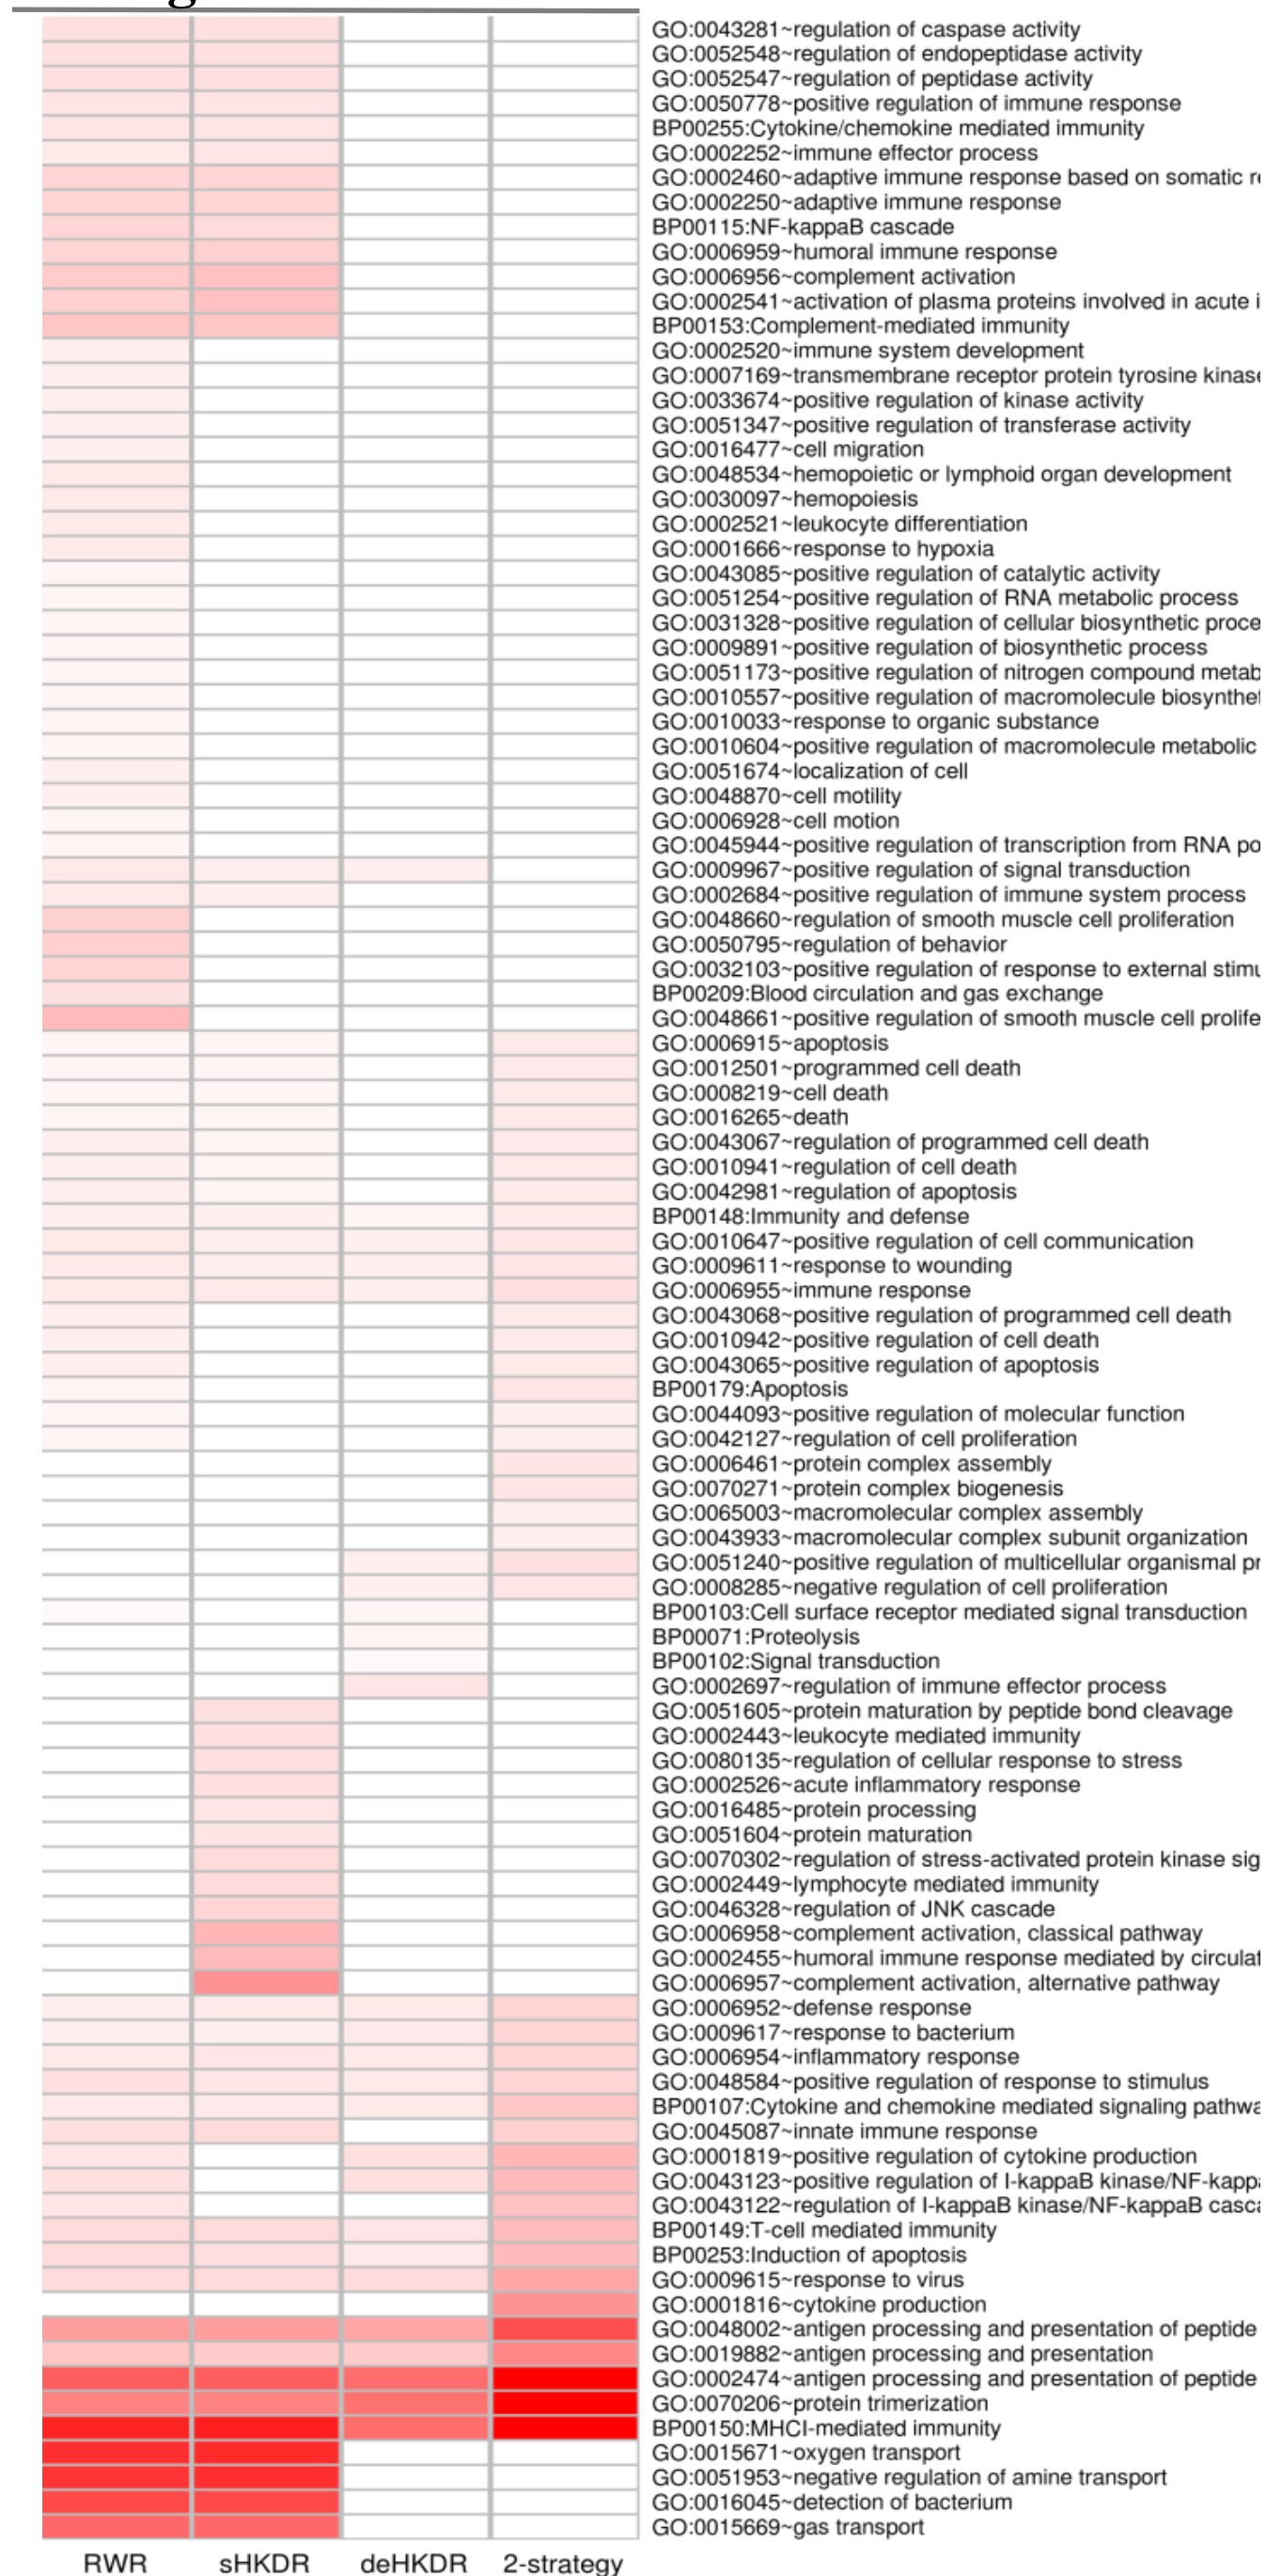 GO:0043281~regulation of caspase activity
GO:0052548~regulation of endopeptidase activity
GO:0052547~regulation of peptidase activity
GO:0050778~positive regulation of immune response
BP00255:Cytokine/chemokine mediated immunity
GO:0002252~immune effector process
GO:0002460~adaptive immune response based on somatic
GO:0002250~adaptive immune response
BP00115:NF-kappaB cascade
GO:0006959~humoral immune response
GO:0006956~complement activation
GO:0002541~activation of plasma proteins involved in acute
BP00153:Complement-mediated immunity
GO:0002520~immune system development
GO:0007169~transmembrane receptor protein tyrosine kinase
GO:0033674~positive regulation of kinase activity
GO:0051347~positive regulation of transferase activity
GO:0016477~cell migration
GO:0048534~hemopoietic or lymphoid organ development
GO:0030097~hemopoiesis
GO:0002521~leukocyte differentiation
GO:0001666~response to hypoxia
GO:0043085~positive regulation of catalytic activity
GO:0051254~positive regulation of RNA metabolic process
GO:0031328~positive regulation of cellular biosynthetic proce
GO:0009891~positive regulation of biosynthetic process
GO:0051173~positive regulation of nitrogen compound metab
GO:0010557~positive regulation of macromolecule biosynthet
GO:0010033~response to organic substance
GO:0010604~positive regulation of macromolecule metabolic
GO:0051674~localization of cell
GO:0048870~cell motility
GO:0006928~cell motion
GO:0045944~positive regulation of transcription from RNA po
GO:0009967~positive regulation of signal transduction
GO:0002684~positive regulation of immune system process
GO:0048660~regulation of smooth muscle cell proliferation
GO:0050795~regulation of behavior
GO:0032103~positive regulation of response to external stimu
BP00209:Blood circulation and gas exchange
GO:0048661~positive regulation of smooth muscle cell prolife
GO:0006915~apoptosis
GO:0012501~programmed cell death
GO:0008219~cell death
GO:0016265~death
GO:0043067~regulation of programmed cell death
GO:0010941~regulation of cell death
GO:0042981~regulation of apoptosis
BP00148:Immunity and defense
GO:0010647~positive regulation of cell communication
GO:0009611~response to wounding
GO:0006955~immune response
GO:0043068~positive regulation of programmed cell death
GO:0010942~positive regulation of cell death
GO:0043065~positive regulation of apoptosis
BP00179:Apoptosis
GO:0044093~positive regulation of molecular function
GO:0042127~regulation of cell proliferation
GO:0006461~protein complex assembly
GO:0070271~protein complex biogenesis
GO:0065003~macromolecular complex assembly
GO:0043933~macromolecular complex subunit organization
GO:0051240~positive regulation of multicellular organismal pr
GO:0008285~negative regulation of cell proliferation
BP00103:Cell surface receptor mediated signal transduction
BP00071:Proteolysis
BP00102:Signal transduction
GO:0002697~regulation of immune effector process
GO:0051605~protein maturation by peptide bond cleavage
GO:0002443~leukocyte mediated immunity
GO:0080135~regulation of cellular response to stress
GO:0002526~acute inflammatory response
GO:0016485~protein processing
GO:0051604~protein maturation
GO:0070302~regulation of stress-activated protein kinase sig
GO:0002449~lymphocyte mediated immunity
GO:0046328~regulation of JNK cascade
GO:0006958~complement activation, classical pathway
GO:0002455~humoral immune response mediated by circulat
GO:0006957~complement activation, alternative pathway
GO:0006952~defense response
GO:0009617~response to bacterium
GO:0006954~inflammatory response
GO:0048584~positive regulation of response to stimulus
BP00107:Cytokine and chemokine mediated signaling pathwa
GO:0045087~innate immune response
GO:0001819~positive regulation of cytokine production
GO:0043123~positive regulation of I-kappaB kinase/NF-kappa
GO:0043122~regulation of I-kappaB kinase/NF-kappaB casca
BP00149:T-cell mediated immunity
BP00253:Induction of apoptosis
GO:0009615~response to virus
GO:0001816~cytokine production
GO:0048002~antigen processing and presentation of peptide
GO:0019882~antigen processing and presentation
GO:0002474~antigen processing and presentation of peptide
GO:0070206~protein trimerization
BP00150:MHCI-mediated immunity
GO:0015671~oxygen transport
GO:0051953~negative regulation of amine transport
GO:0016045~detection of bacterium
GO:0015669~gas transport
RWR sHKDR deHKDR 2-strategy